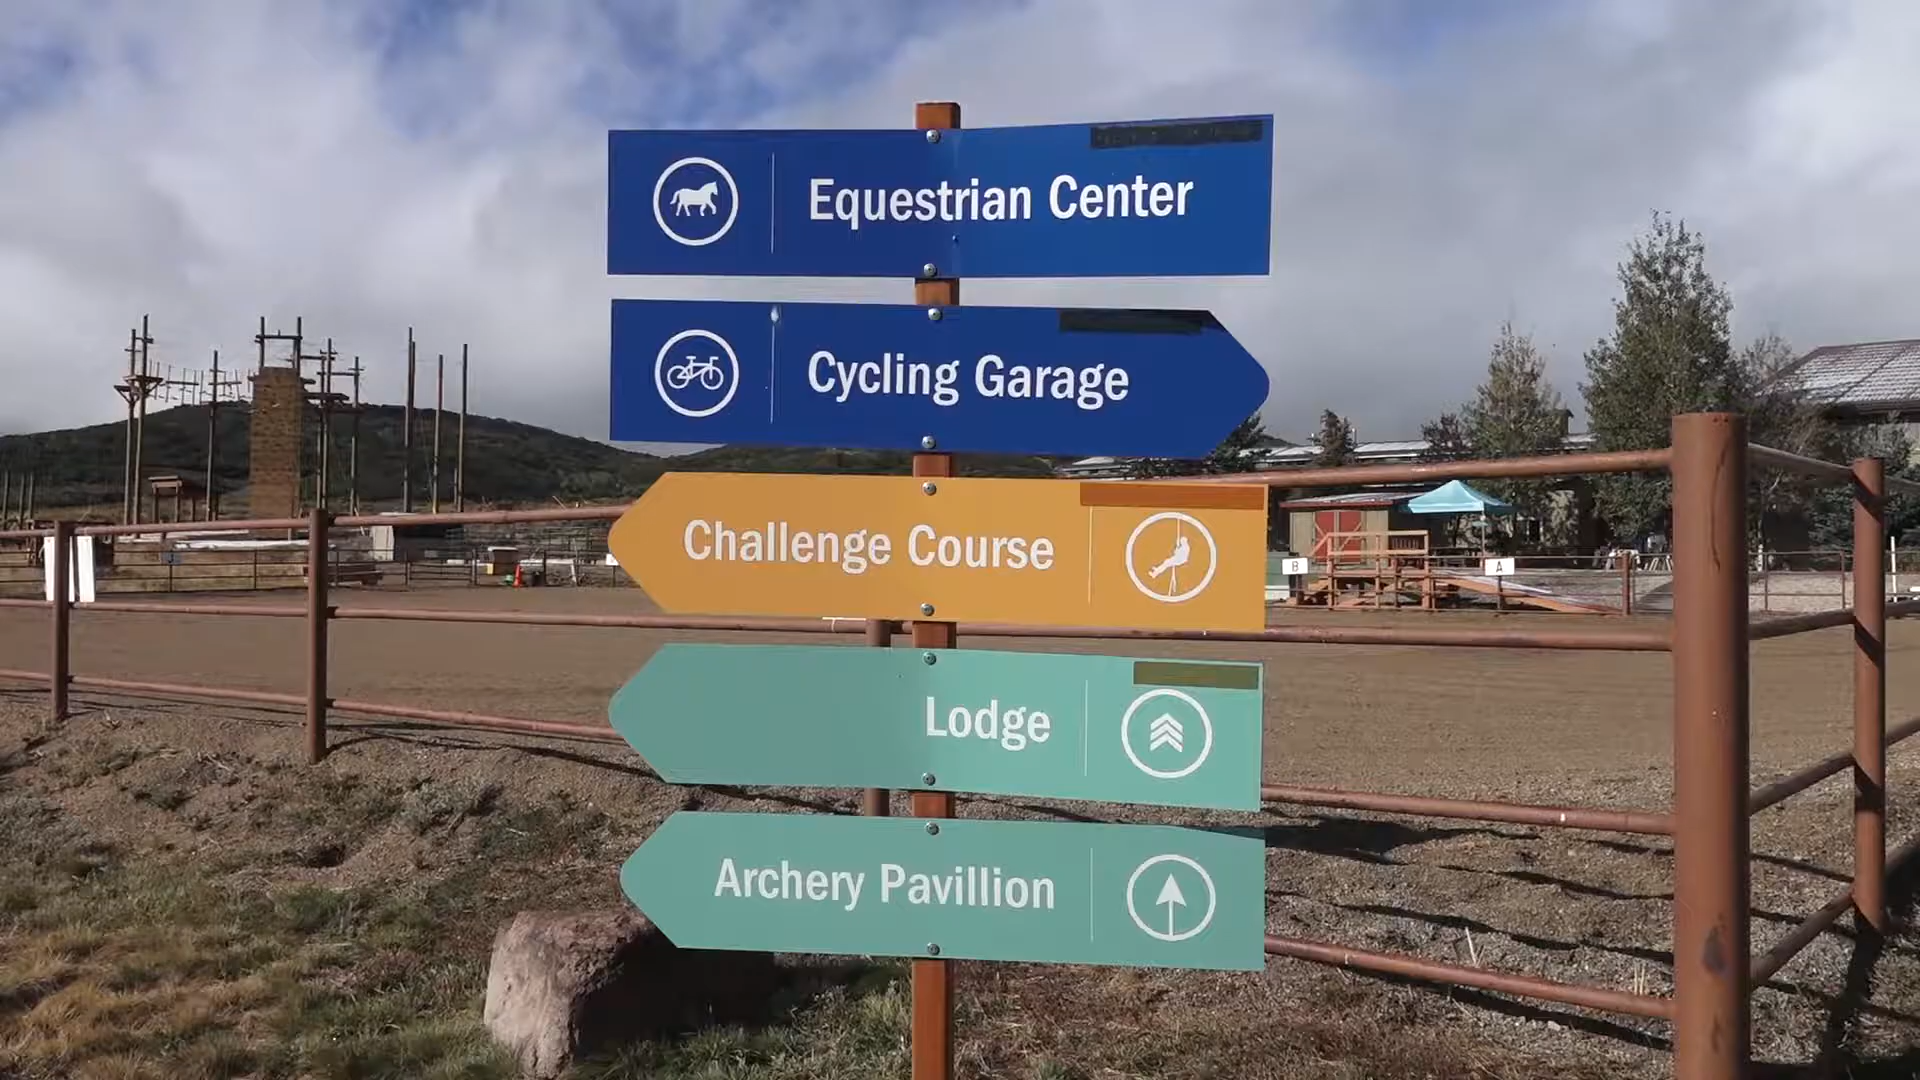 Equestrian Center
Cycling Garage
Challenge Course
Lodge
Archery Pavillion
B
A